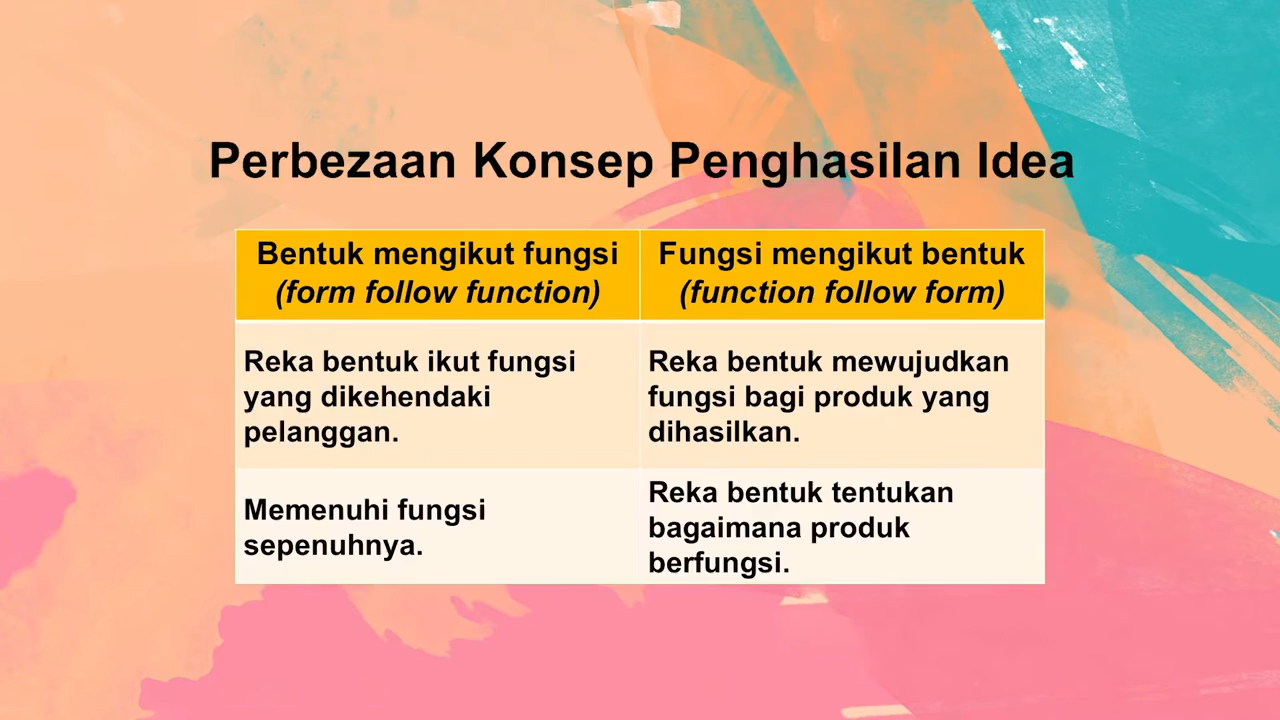 Perbezaan Konsep Penghasilan Idea
Bentuk mengikut fungsi
(form follow function)
Fungsi mengikut bentuk
(function follow form)
Reka bentuk ikut fungsi
yang dikehendaki
pelanggan.
Reka bentuk mewujudkan
fungsi bagi produk yang
dihasilkan.
Memenuhi fungsi
sepenuhnya.
Reka bentuk tentukan
bagaimana produk
berfungsi.